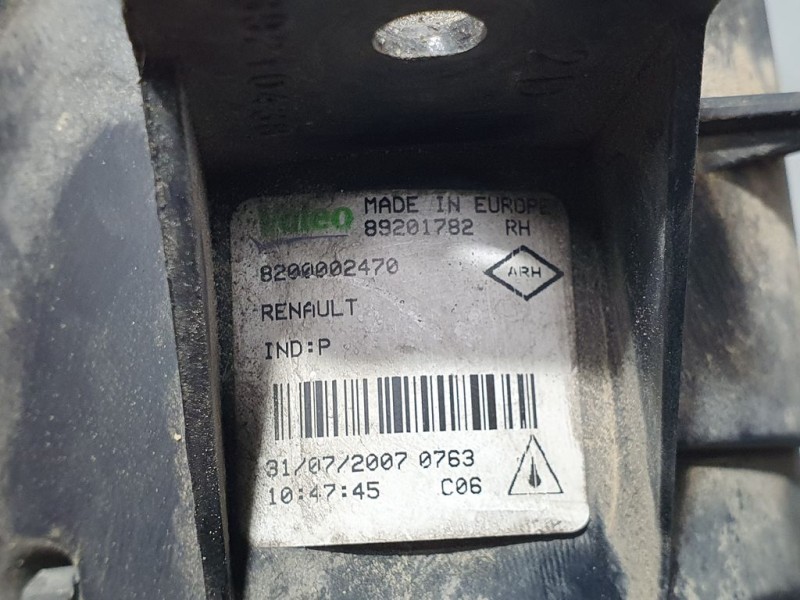 Valeo MADE IN EUROPE
89201782 RH
8200002470
ARH
RENAULT
IND:P
31/07/2007 0763
10:47:45 C06